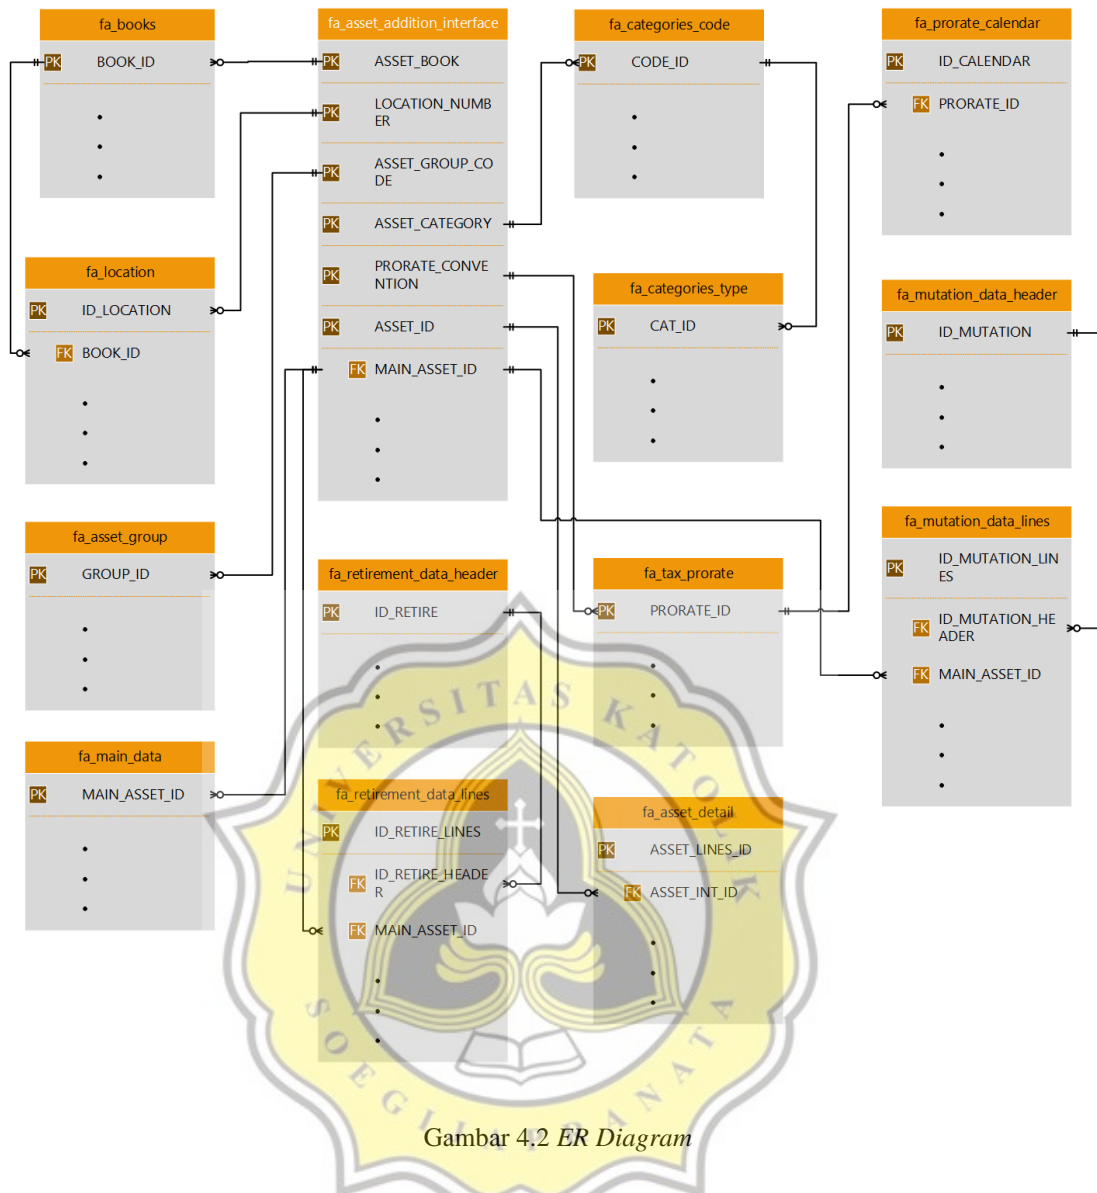 fa_books
PK BOOK_ID
fa_asset_addition_interface
PK ASSET_BOOK
PK LOCATION_NUMB
ER
PK ASSET_GROUP_CO
DE
PK ASSET_CATEGORY
PK PRORATE_CONVE
NTION
PK ASSET_ID
FK MAIN_ASSET_ID
fa_categories_code
PK CODE_ID
fa_prorate_calendar
PK ID_CALENDAR
FK PRORATE_ID
fa_location
PK ID_LOCATION
FK BOOK_ID
fa_categories_type
PK CAT_ID
fa_mutation_data_header
PK ID_MUTATION
fa_asset_group
PK GROUP_ID
fa_retirement_data_header
PK ID_RETIRE
fa_tax_prorate
PK PRORATE_ID
fa_mutation_data_lines
PK ID_MUTATION_LIN
ES
FK ID_MUTATION_HE
ADER
FK MAIN_ASSET_ID
fa_main_data
PK MAIN_ASSET_ID
fa_retirement_data_lines
PK ID_RETIRE_LINES
FK ID_RETIRE_HEADE
R
FK MAIN_ASSET_ID
fa_asset_detail
PK ASSET_LINES_ID
FK ASSET_INT_ID
UNIVERSITAS KATOLIK
SOEGIJAPRANATA
Gambar 4.2 ER Diagram